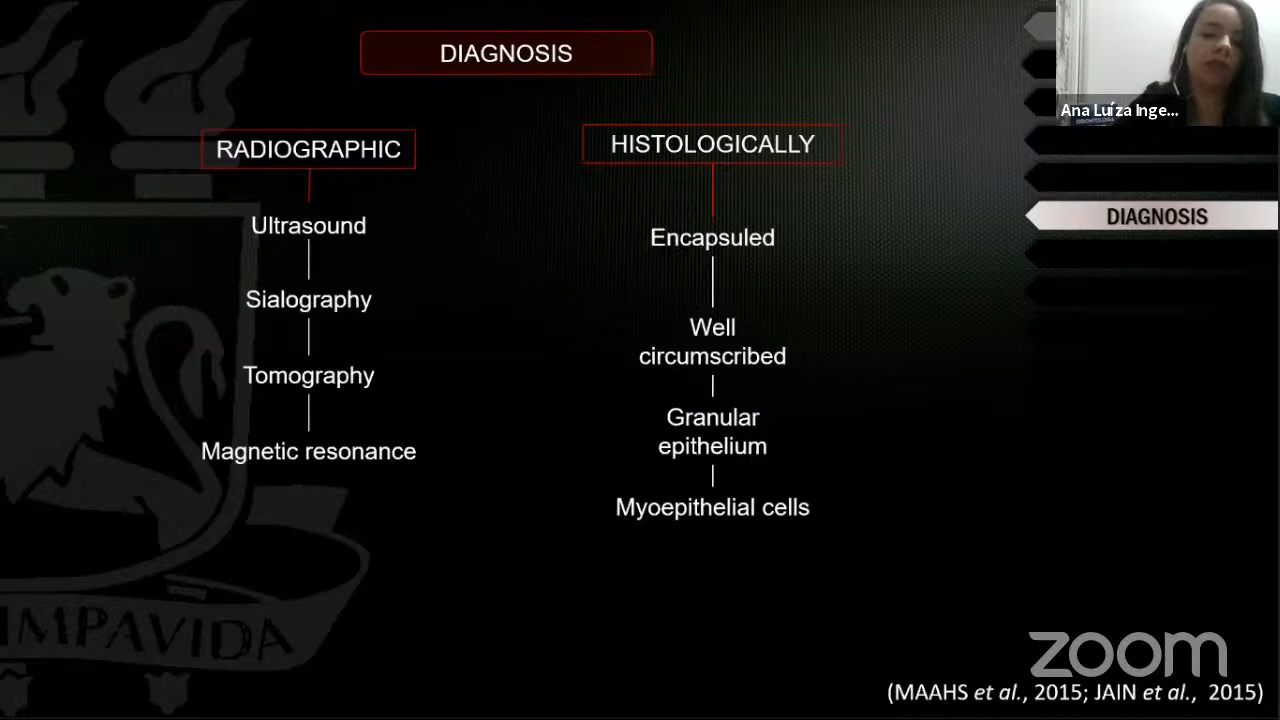 DIAGNOSIS
RADIOGRAPHIC
Ultrasound
Sialography
Tomography
Magnetic resonance
HISTOLOGICALLY
Encapsuled
Well
circumscribed
Granular
epithelium
Myoepithelial cells
Ana Luíza Inge...
DIAGNOSIS
IMPAVIDA
zoom
(MAAHS et al., 2015; JAIN et al., 2015)